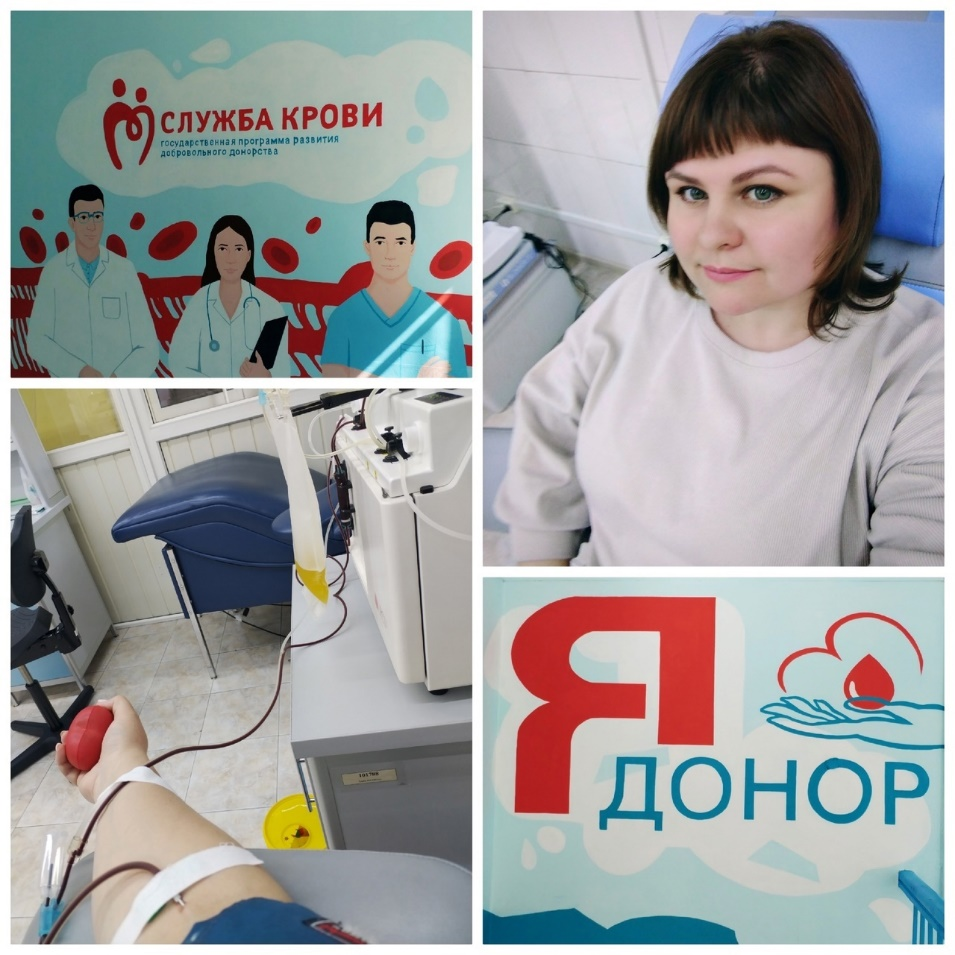 СЛУЖБА КРОВИ
государственная программа развития
добровольного донорства
Я
ДОНОР